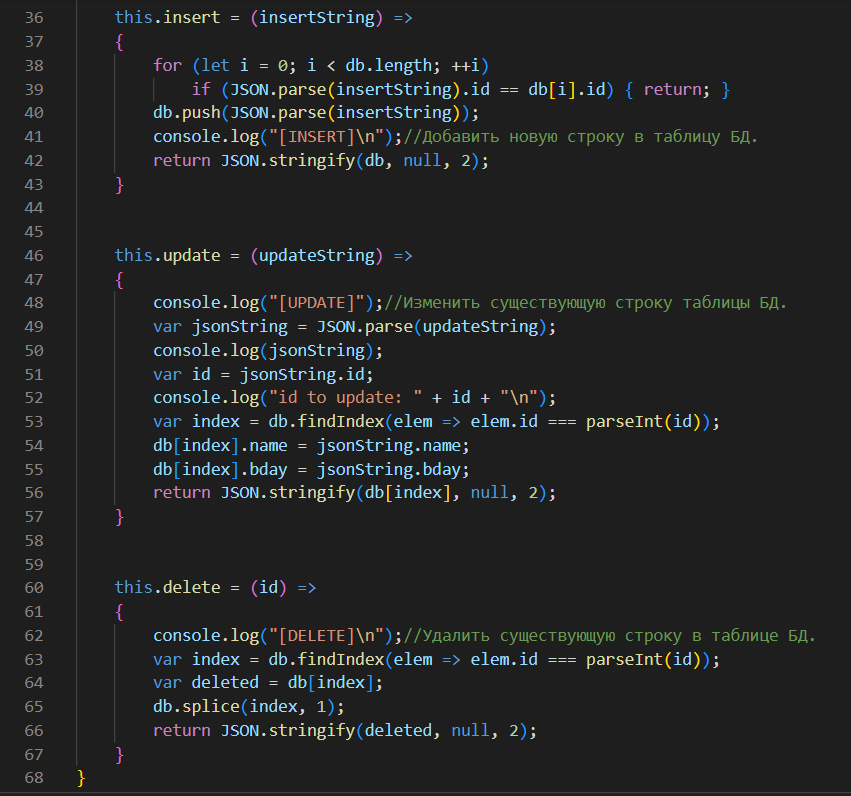 36 this.insert = (insertString) =>
37 {
38 for (let i = 0; i < db.length; ++i)
39 if (JSON.parse(insertString).id == db[i].id) { return; }
40 db.push(JSON.parse(insertString));
41 console.log("[INSERT]\n");//Добавить новую строку в таблицу БД.
42 return JSON.stringify(db, null, 2);
43 }
44
45
46 this.update = (updateString) =>
47 {
48 console.log("[UPDATE]");//Изменить существующую строку таблицы БД.
49 var jsonString = JSON.parse(updateString);
50 console.log(jsonString);
51 var id = jsonString.id;
52 console.log("id to update: " + id + "\n");
53 var index = db.findIndex(elem => elem.id === parseInt(id));
54 db[index].name = jsonString.name;
55 db[index].bday = jsonString.bday;
56 return JSON.stringify(db[index], null, 2);
57 }
58
59
60 this.delete = (id) =>
61 {
62 console.log("[DELETE]\n");//Удалить существующую строку в таблице БД.
63 var index = db.findIndex(elem => elem.id === parseInt(id));
64 var deleted = db[index];
65 db.splice(index, 1);
66 return JSON.stringify(deleted, null, 2);
67 }
68 }